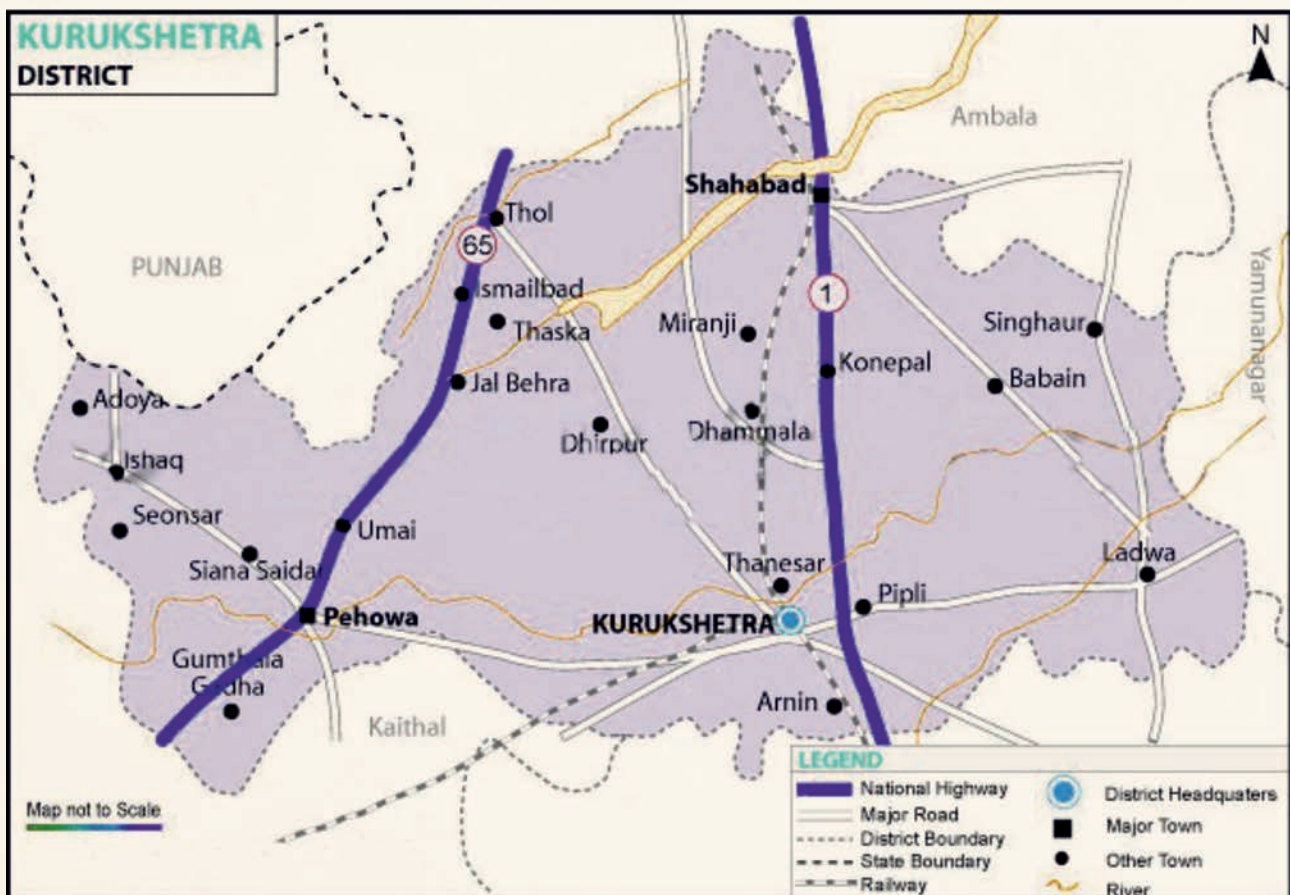 KURUKSHETRA
DISTRICT
N
Ambala
Shahabad
Thol
65
PUNJAB
Yamunanagar
Ismailbad
1
Thaska
Miranji
Singhaur
Konepal
Jal Behra
Babain
Adoya
Dhammala
Dhirpur
Ishaq
Seonsar
Umai
Siana Saidai
Thanesar
Ladwa
Pipli
Pehowa
KURUKSHETRA
Gumthala
Gadha
Arnin
Kaithal
Map not to Scale
LEGEND
National Highway
Major Road
District Boundary
State Boundary
Railway
District Headquaters
Major Town
Other Town
River